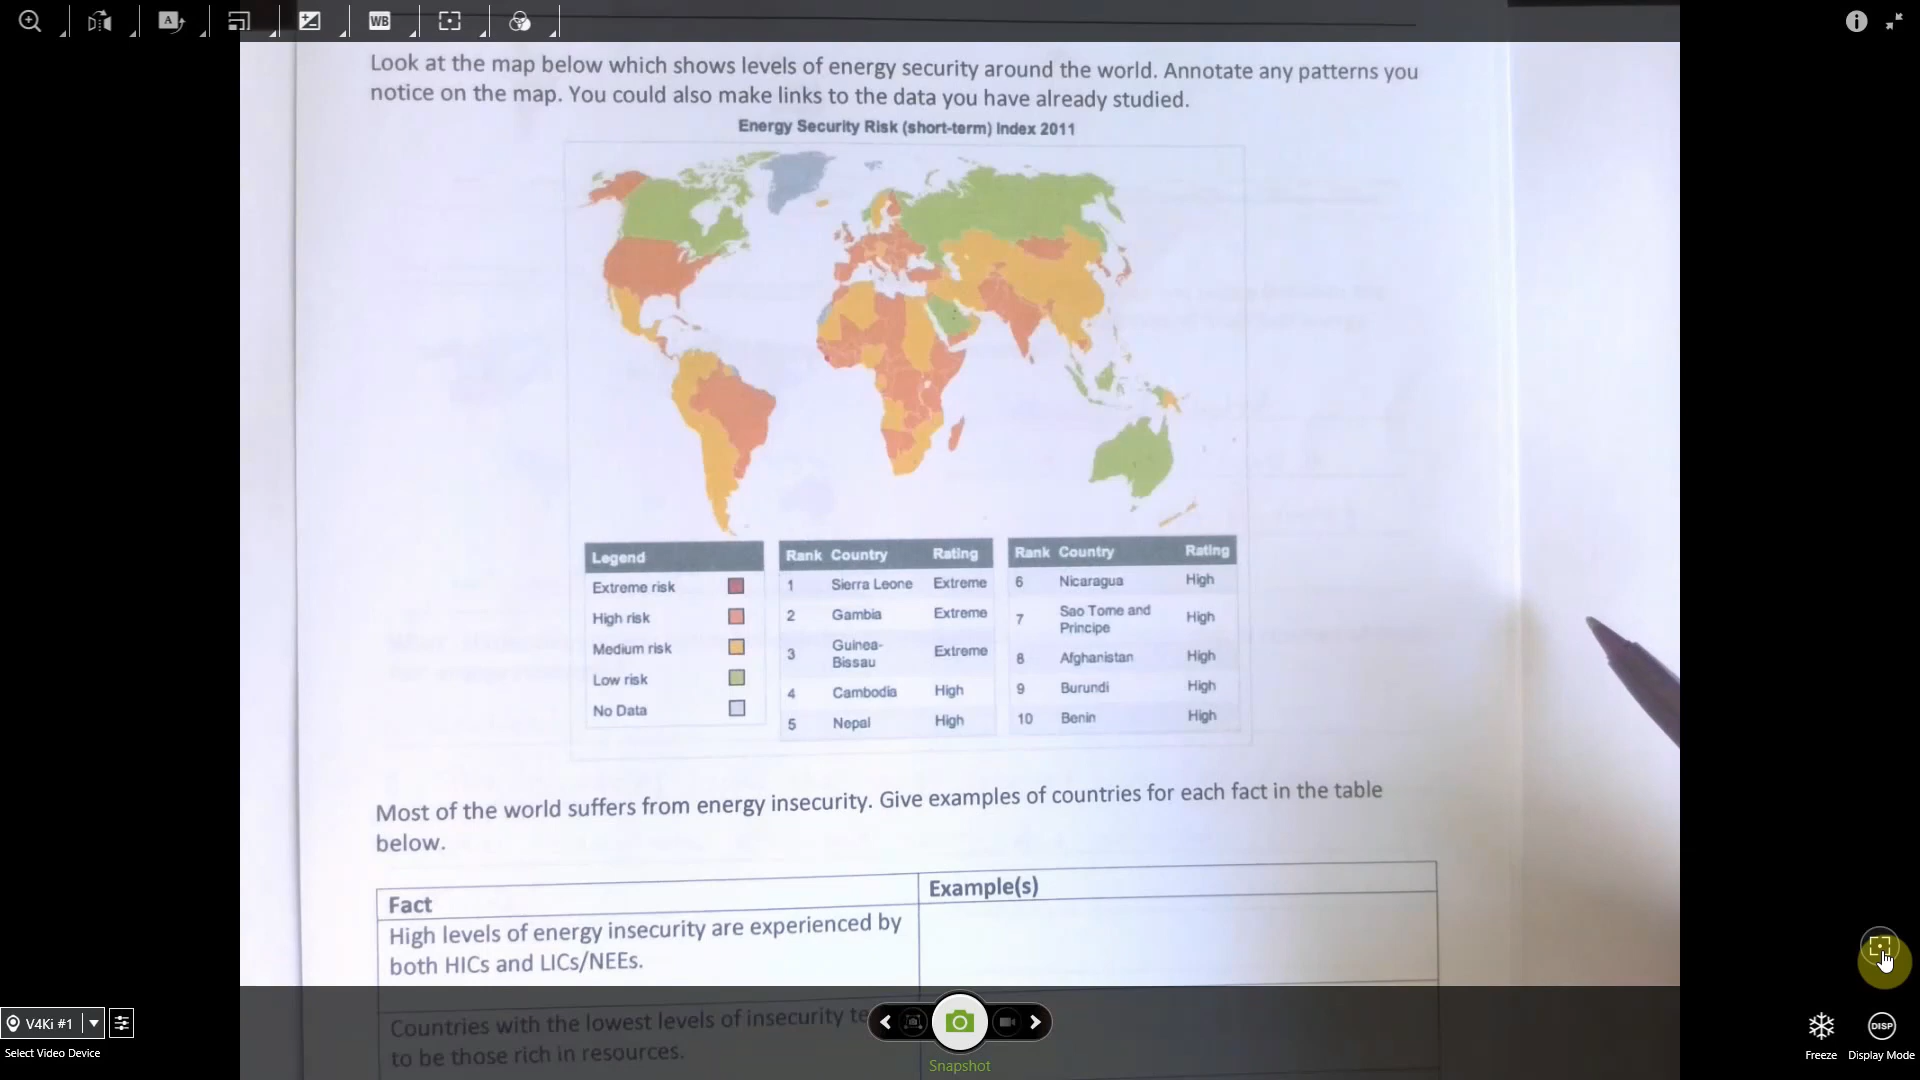 A
WB
Look at the map below which shows levels of energy security around the world. Annotate any patterns you
notice on the map. You could also make links to the data you have already studied.
Energy Security Risk (short-term) Index 2011
Legend
Extreme risk
High risk
Medium risk
Low risk
No Data
Rank Country Rating
1 Sierra Leone Extreme
2 Gambia Extreme
3 Guinea-
Bissau Extreme
4 Cambodia High
5 Nepal High
Rank Country Rating
6 Nicaragua High
7 Sao Tome and
Principe High
8 Afghanistan High
9 Burundi High
10 Benin High
Most of the world suffers from energy insecurity. Give examples of countries for each fact in the table
below.
Fact Example(s)
High levels of energy insecurity are experienced by
both HICs and LICs/NEEs.
Countries with the lowest levels of insecurity te
to be those rich in resources.
V4Ki #1
Select Video Device
Snapshot
Freeze
DISP
Display Mode